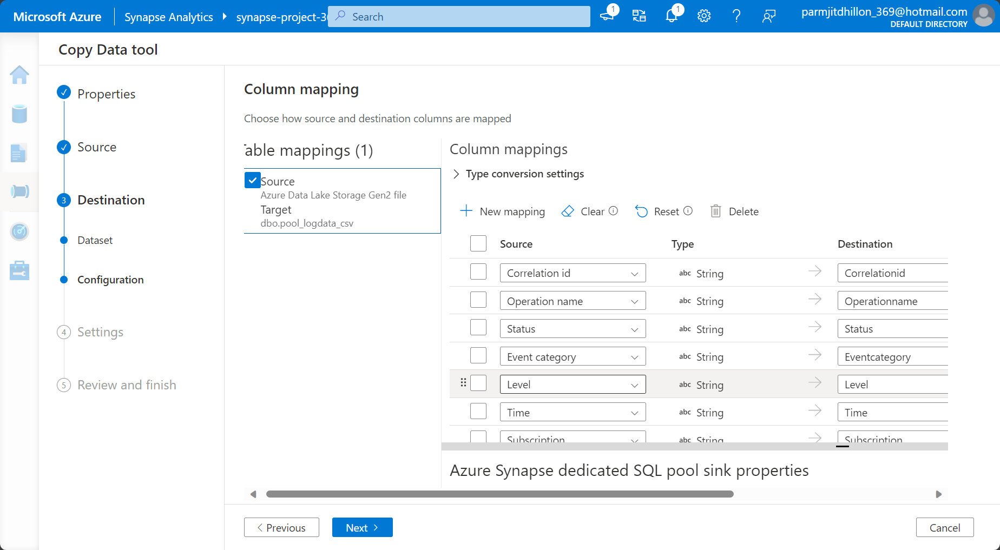 Microsoft Azure
Synapse Analytics
synapse-project-3
Search
1
1
parmjitdhillon_369@hotmail.com
DEFAULT DIRECTORY
Copy Data tool
Properties
Source
3 Destination
Dataset
Configuration
4 Settings
5 Review and finish
Column mapping
Choose how source and destination columns are mapped
Table mappings (1)
Source
Azure Data Lake Storage Gen2 file
Target
dbo.pool_logdata_csv
Column mappings
Type conversion settings
New mapping Clear Reset Delete
Source Type Destination
Correlation id abc String Correlationid
Operation name abc String Operationname
Status abc String Status
Event category abc String Eventcategory
Level abc String Level
Time abc String Time
Subscription abc String Subscription
Azure Synapse dedicated SQL pool sink properties
Previous Next Cancel